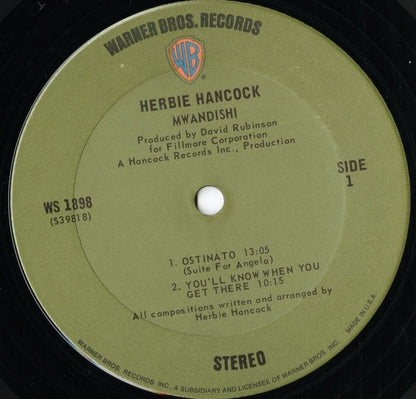 WARNER BROS. RECORDS
WB
HERBIE HANCOCK
MWANDISHI
Produced by David Rubinson
for Fillmore Corporation
A Hancock Records Inc., Production
WS 1898
(S39818)
SIDE
1
1. OSTINATO 13:05
(Suite For Angela)
2. YOU'LL KNOW WHEN YOU
GET THERE 10:15
All compositions written and arranged by
Herbie Hancock
STEREO
WARNER BROS. RECORDS INC., A SUBSIDIARY AND LICENSEE OF WARNER BROS. INC.
MADE IN U.S.A.